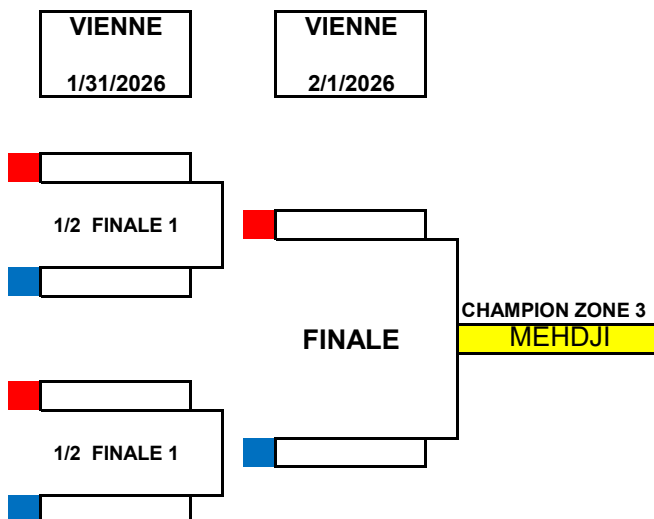 VIENNE
1/31/2026
VIENNE
2/1/2026
1/2 FINALE 1
FINALE
CHAMPION ZONE 3
MEHDJI
1/2 FINALE 1